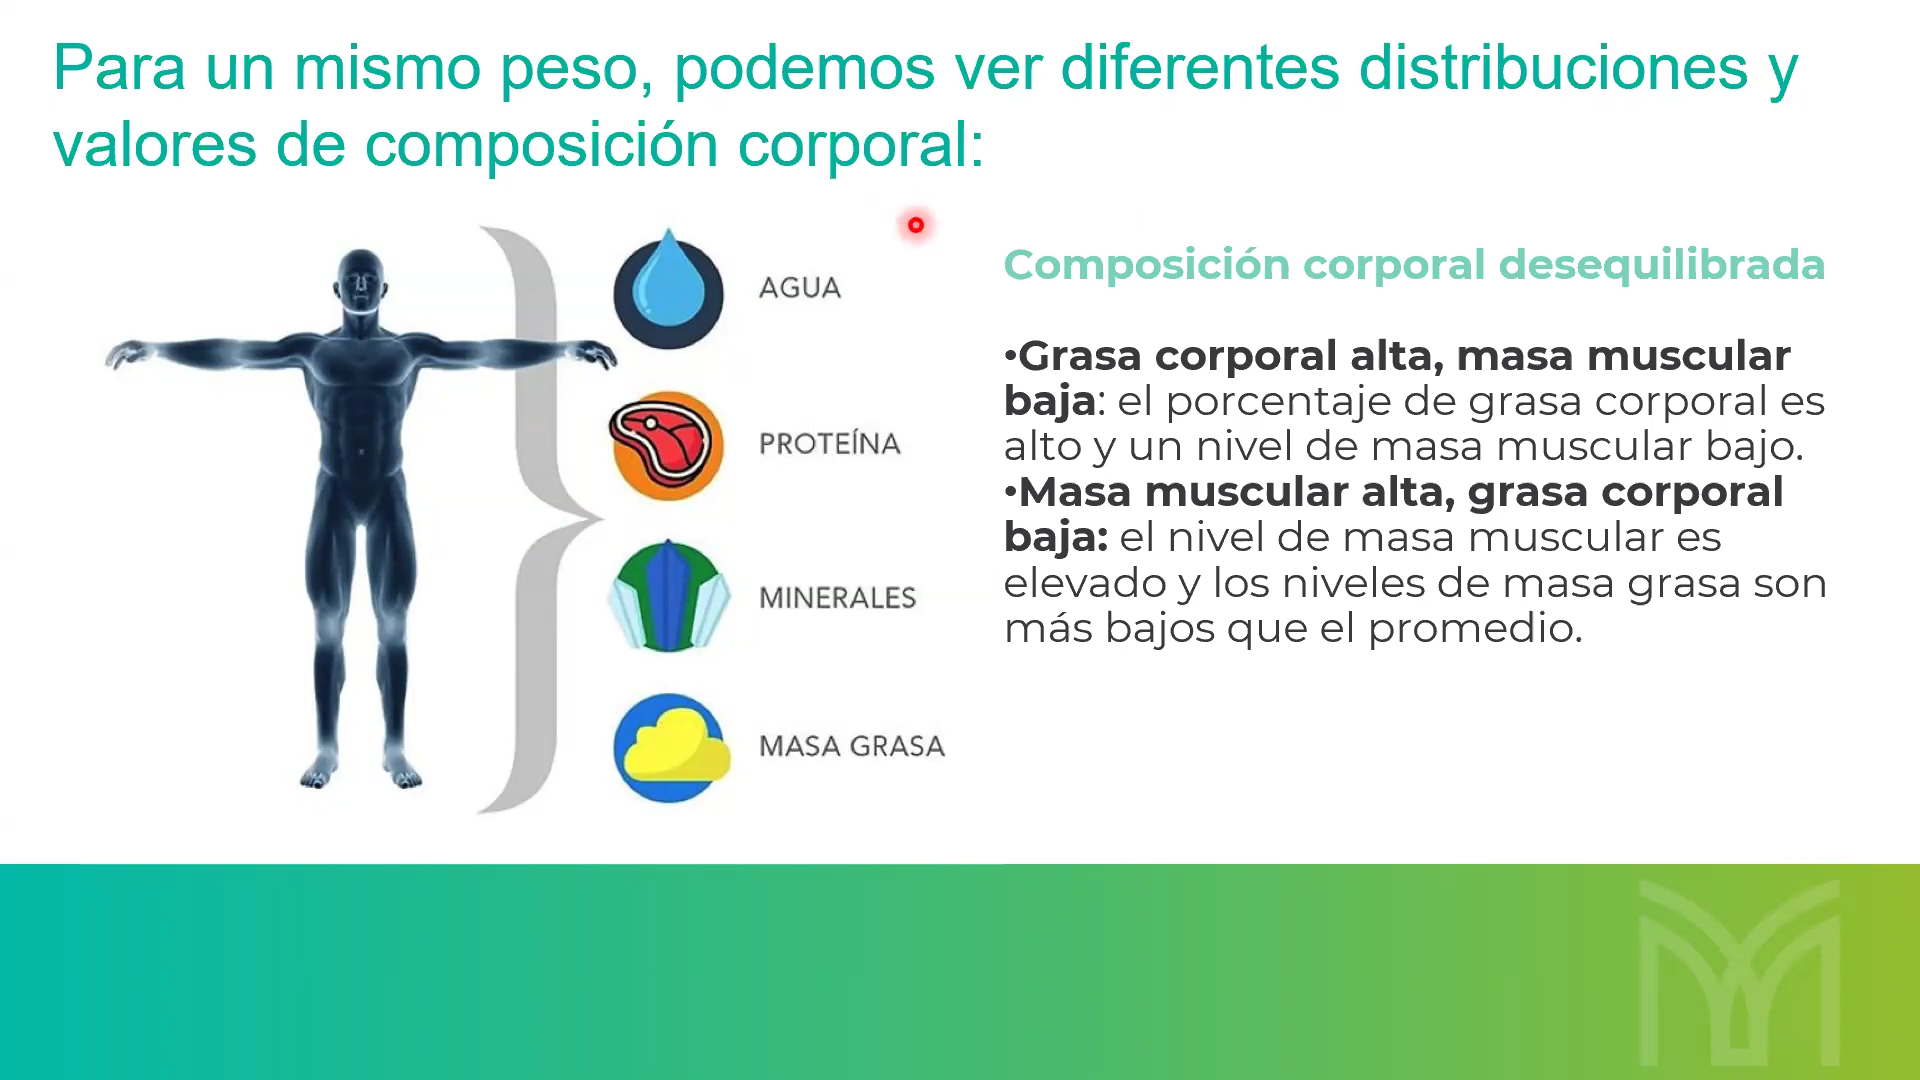 Para un mismo peso, podemos ver diferentes distribuciones y
valores de composición corporal:
AGUA
PROTEÍNA
MINERALES
MASA GRASA
Composición corporal desequilibrada
•Grasa corporal alta, masa muscular
baja: el porcentaje de grasa corporal es
alto y un nivel de masa muscular bajo.
•Masa muscular alta, grasa corporal
baja: el nivel de masa muscular es
elevado y los niveles de masa grasa son
más bajos que el promedio.